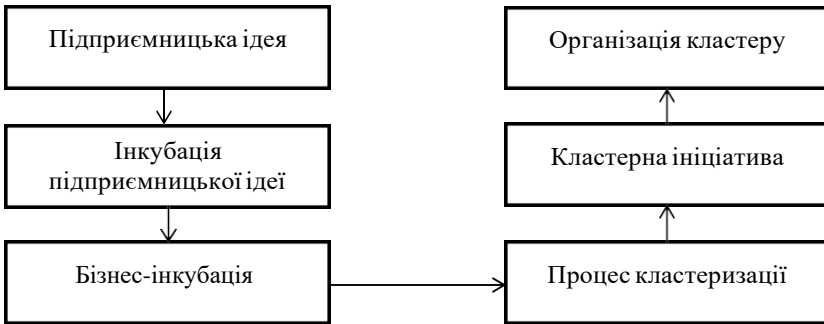 Підприємницька ідея
Інкубація
підприємницької ідеї
Бізнес-інкубація
Організація кластеру
Кластерна ініціатива
Процес кластеризації